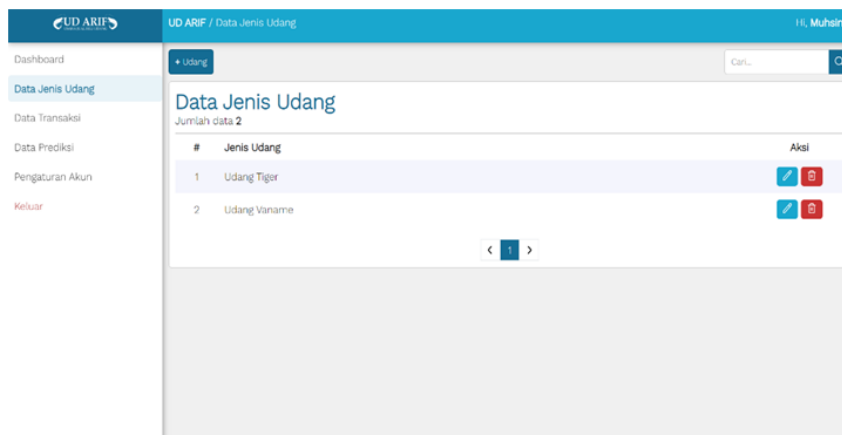 UD ARIF
UD ARIF / Data Jenis Udang
Hi, Muhsin
Dashboard
Data Jenis Udang
Data Transaksi
Data Prediksi
Pengaturan Akun
Keluar
+ Udang
Cari...
Data Jenis Udang
Jumlah data 2
# Jenis Udang Aksi
1 Udang Tiger
2 Udang Vaname
1